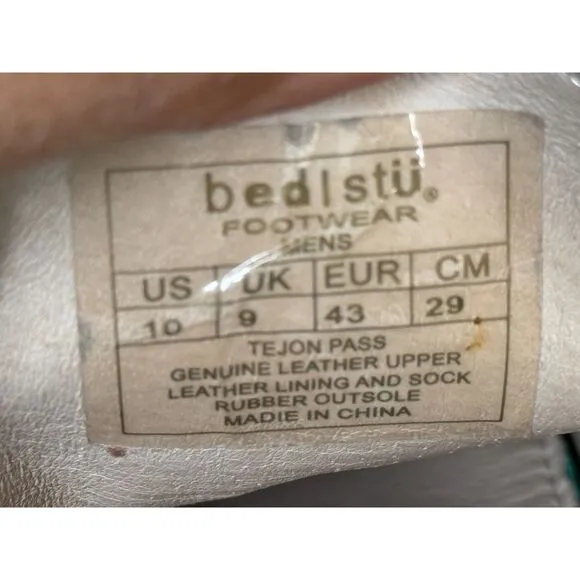 bed|stü®
FOOTWEAR
MENS
US UK EUR CM
10 9 43 29
TEJON PASS
GENUINE LEATHER UPPER
LEATHER LINING AND SOCK
RUBBER OUTSOLE
MADE IN CHINA